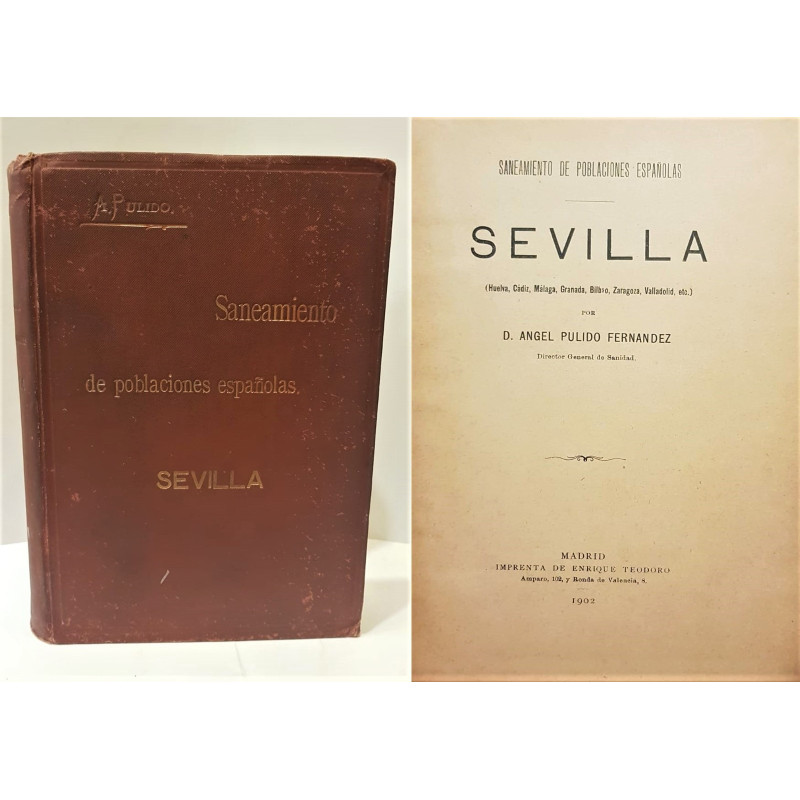 A. PULIDO.
Saneamiento
de poblaciones españolas.
SEVILLA
SANEAMIENTO DE POBLACIONES ESPAÑOLAS
SEVILLA
(Huelva, Cádiz, Málaga, Granada, Bilbao, Zaragoza, Valladolid, etc.)
POR
D. ANGEL PULIDO FERNANDEZ
Director General de Sanidad.
MADRID
IMPRENTA DE ENRIQUE TEODORO
Amparo, 102, y Ronda de Valencia, 8.
1902